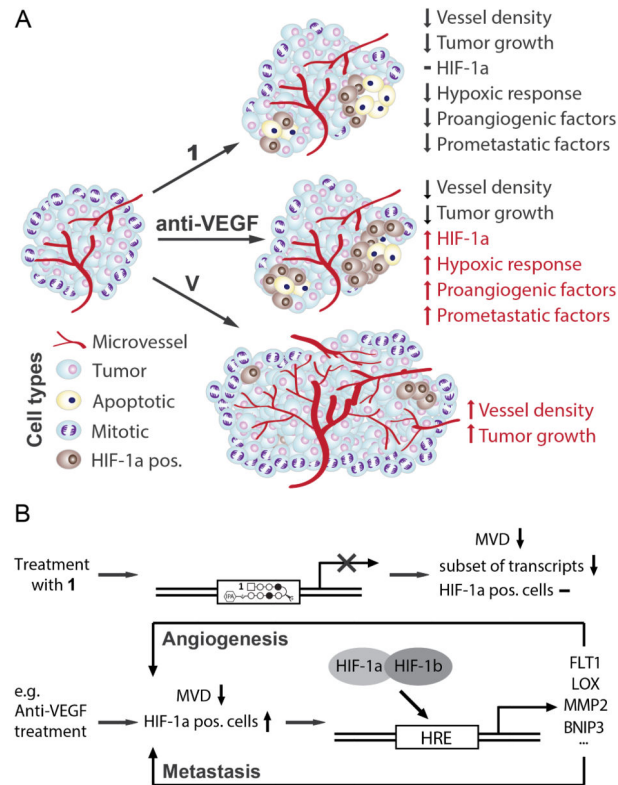 A
↓ Vessel density
↓ Tumor growth
- HIF-1a
↓ Hypoxic response
↓ Proangiogenic factors
↓ Prometastatic factors
1
anti-VEGF
↓ Vessel density
↓ Tumor growth
↑ HIF-1a
↑ Hypoxic response
↑ Proangiogenic factors
↑ Prometastatic factors
V
Cell types
Microvessel
Tumor
Apoptotic
Mitotic
HIF-1a pos.
↑ Vessel density
↑ Tumor growth
B
Treatment
with 1
1
IPA
MVD ↓
subset of transcripts ↓
HIF-1a pos. cells -
Angiogenesis
e.g.
Anti-VEGF
treatment
MVD ↓
HIF-1a pos. cells ↑
HIF-1a HIF-1b
HRE
FLT1
LOX
MMP2
BNIP3
...
Metastasis